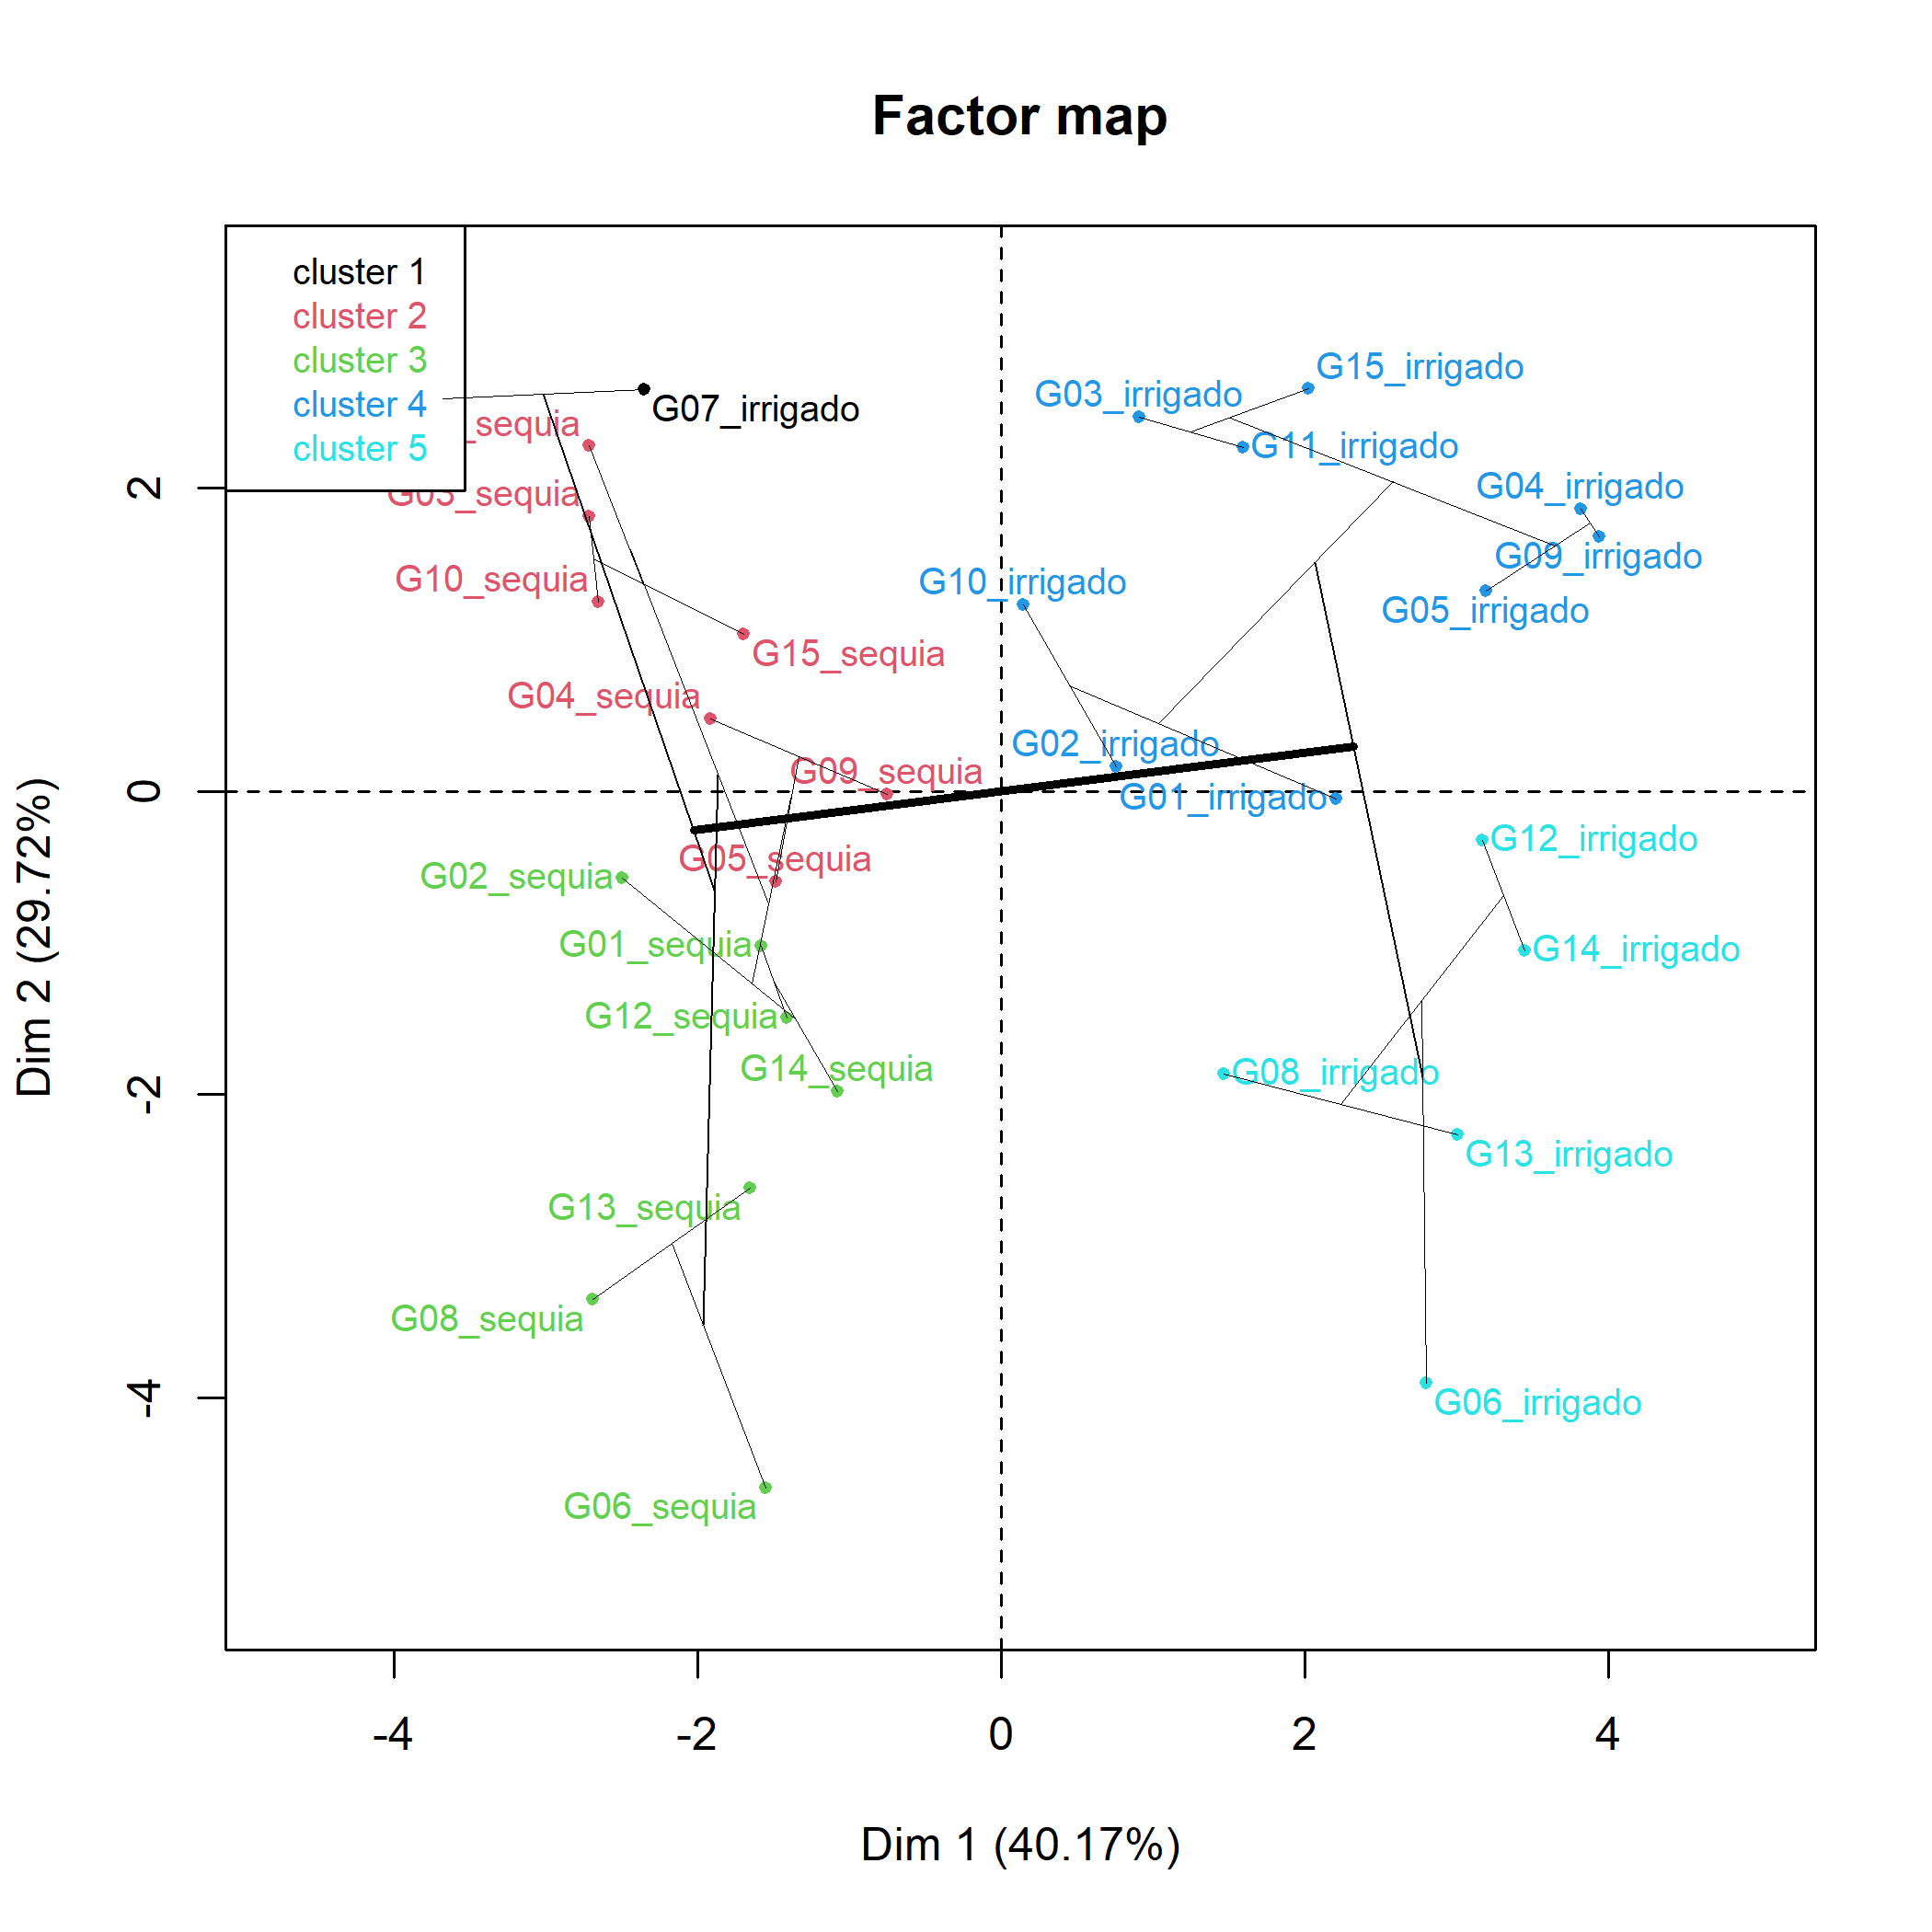 Factor map
cluster 1
cluster 2
cluster 3
cluster 4
cluster 5
G07_irrigado
G15_irrigado
G03_irrigado
_sequia
G11_irrigado
G04_irrigado
G03_sequia
G09_irrigado
G10_sequia
G10_irrigado
G05_irrigado
G15_sequia
G04_sequia
G02_irrigado
G09_sequia
G01_irrigado
G12_irrigado
G05_sequia
G02_sequia
G01_sequia
G14_irrigado
G12_sequia
G14_sequia
G08_irrigado
G13_irrigado
G13_sequia
G08_sequia
G06_irrigado
G06_sequia
2
0
-2
-4
Dim 2 (29.72%)
-4
-2
0
2
4
Dim 1 (40.17%)